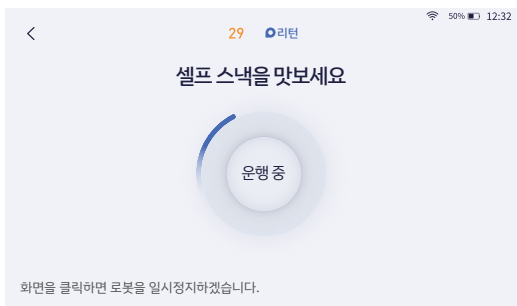 50% 12:32
29 리턴
셀프 스낵을 맛보세요
운행 중
화면을 클릭하면 로봇을 일시정지하겠습니다.